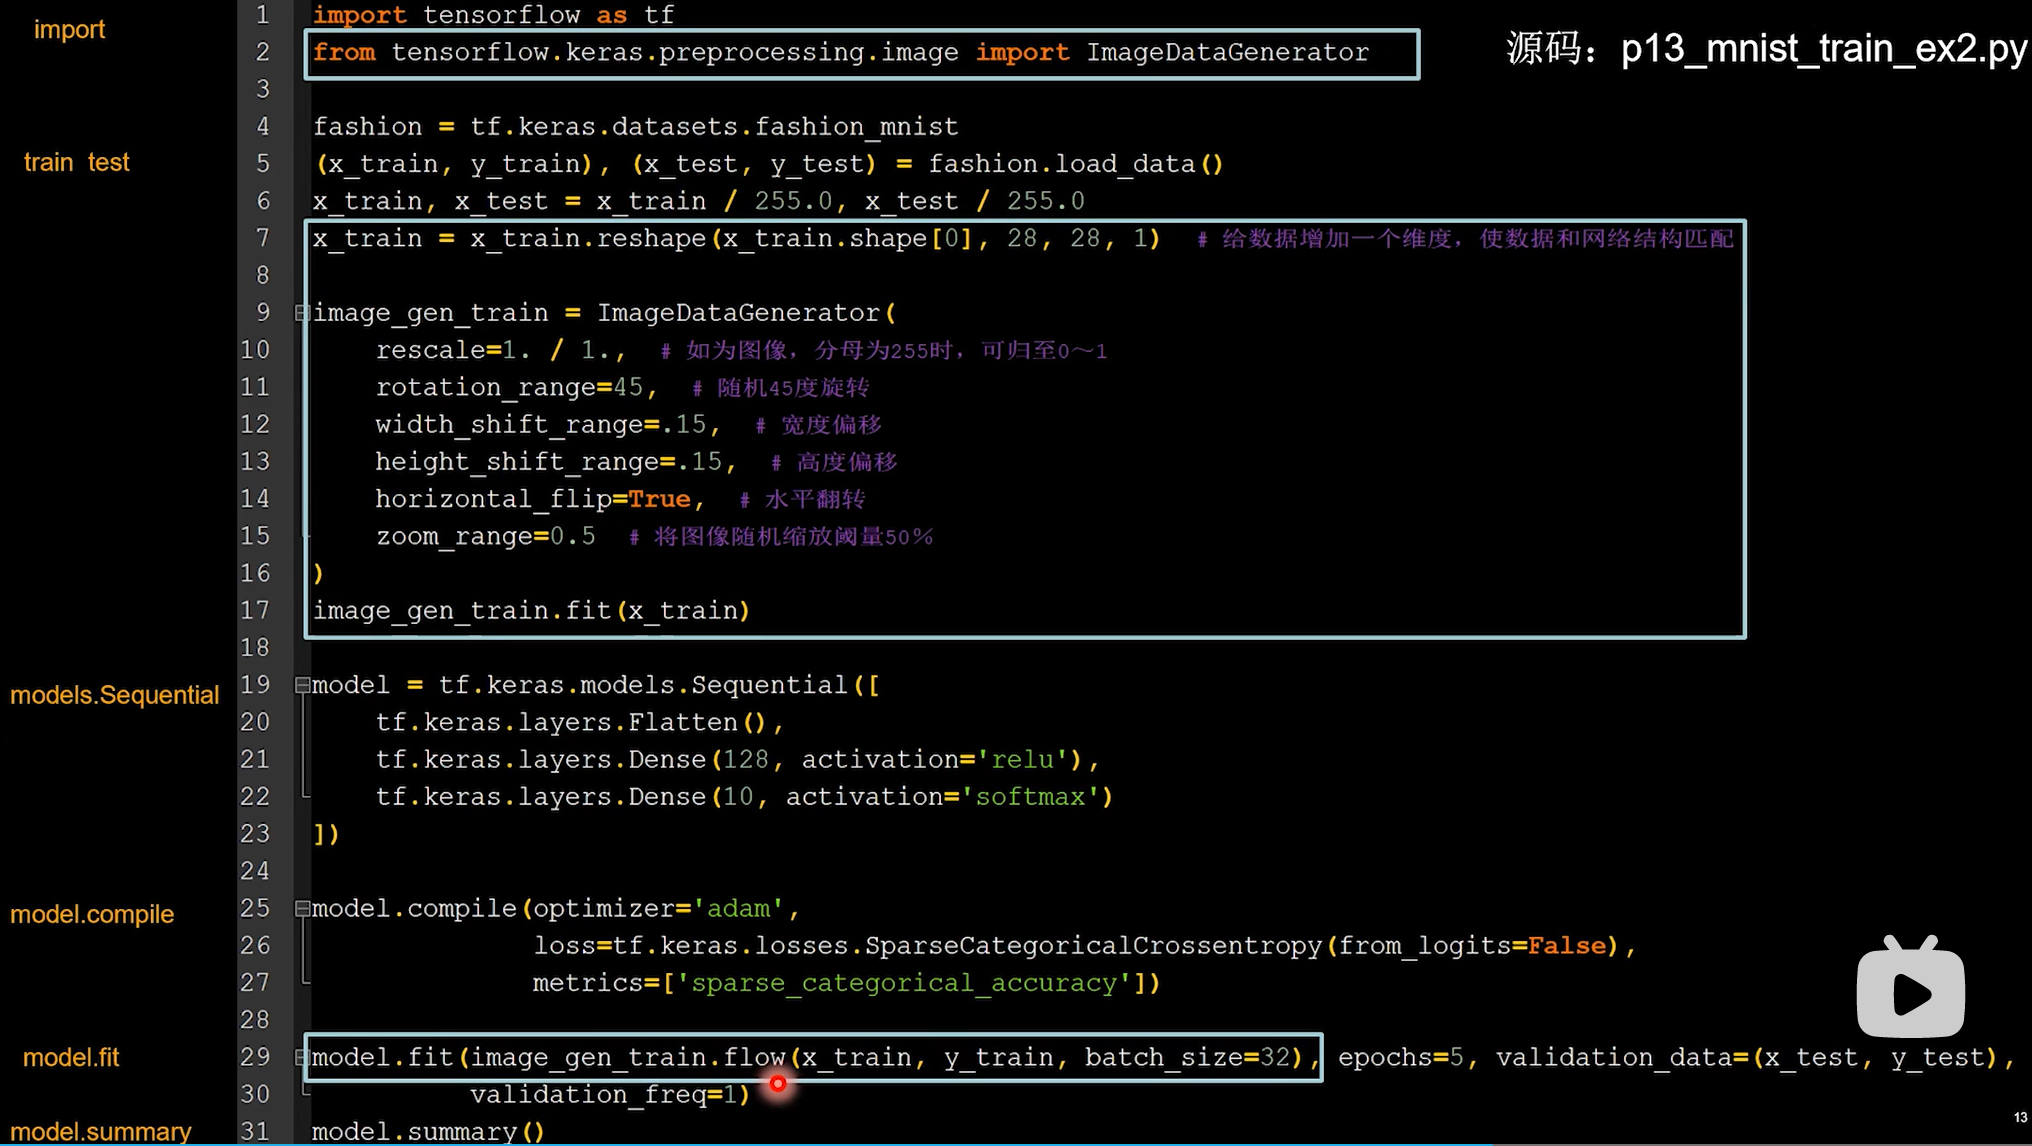 import
1 import tensorflow as tf
2 from tensorflow.keras.preprocessing.image import ImageDataGenerator
源码：p13_mnist_train_ex2.py
3
4 fashion = tf.keras.datasets.fashion_mnist
train test
5 (x_train, y_train), (x_test, y_test) = fashion.load_data()
6 x_train, x_test = x_train / 255.0, x_test / 255.0
7 x_train = x_train.reshape(x_train.shape[0], 28, 28, 1)  # 给数据增加一个维度，使数据和网络结构匹配
8
9 image_gen_train = ImageDataGenerator(
10     rescale=1. / 1.,  # 如为图像，分母为255时，可归至0～1
11     rotation_range=45,  # 随机45度旋转
12     width_shift_range=.15,  # 宽度偏移
13     height_shift_range=.15,  # 高度偏移
14     horizontal_flip=True,  # 水平翻转
15     zoom_range=0.5  # 将图像随机缩放阈量50％
16 )
17 image_gen_train.fit(x_train)
18
models.Sequential
19 model = tf.keras.models.Sequential([
20     tf.keras.layers.Flatten(),
21     tf.keras.layers.Dense(128, activation='relu'),
22     tf.keras.layers.Dense(10, activation='softmax')
23 ])
24
model.compile
25 model.compile(optimizer='adam',
26               loss=tf.keras.losses.SparseCategoricalCrossentropy(from_logits=False),
27               metrics=['sparse_categorical_accuracy'])
28
model.fit
29 model.fit(image_gen_train.flow(x_train, y_train, batch_size=32), epochs=5, validation_data=(x_test, y_test),
30           validation_freq=1)
model.summary
31 model.summary()
13